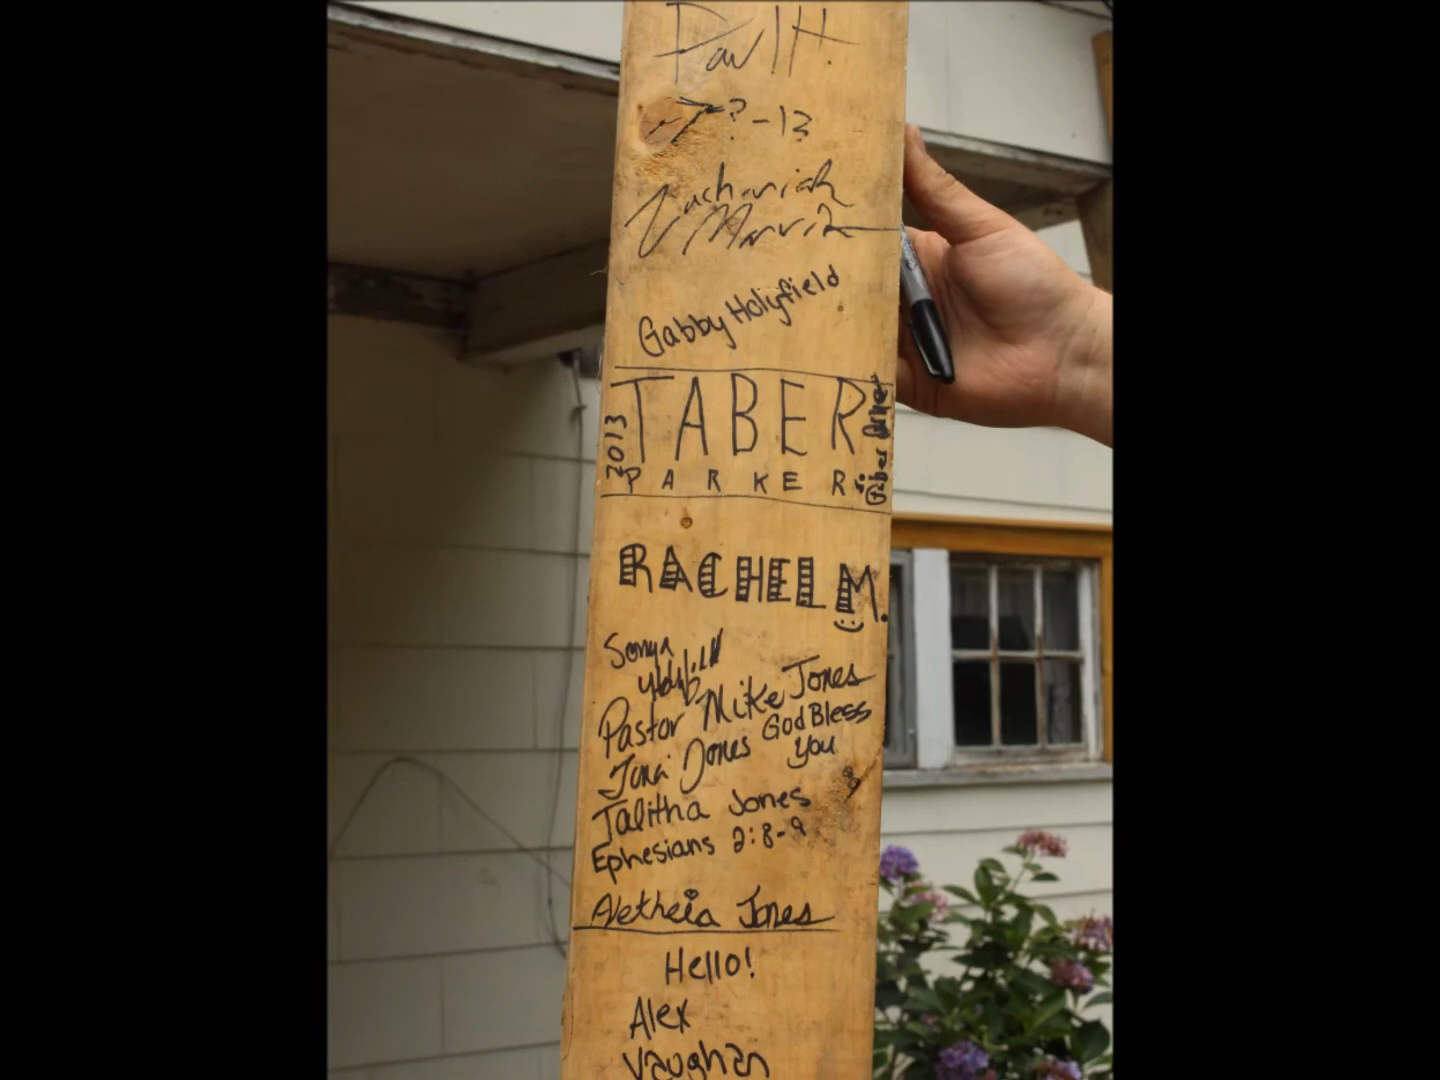 Paul H.
?-13
Zachariah
Gabby Holyfield
TABER
2013
PARKER
RACHEL M.
Sonya
Pastor Mike Jones
Jones God Bless
You
Talitha Jones
Ephesians 2:8-9
Aletheia Jones
Hello!
Alex
Vaughan